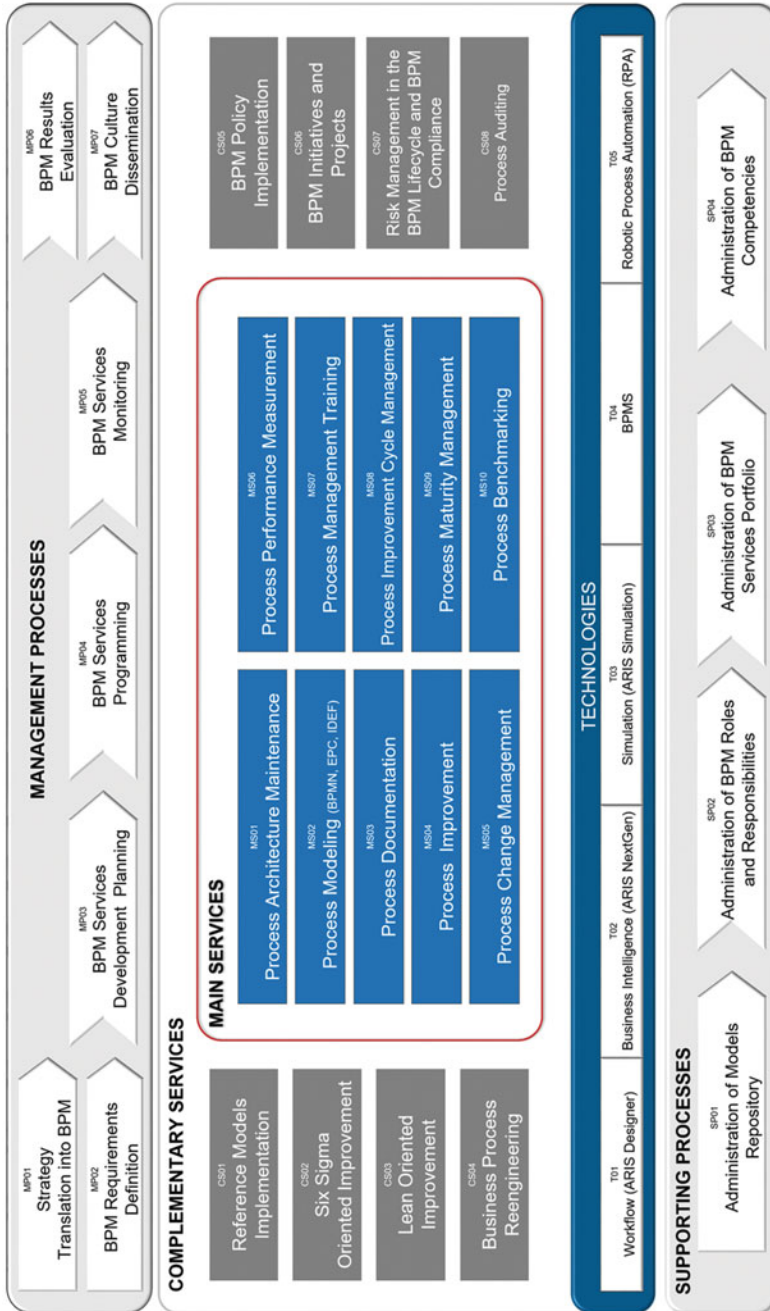 MANAGEMENT PROCESSES
MP01
Strategy
Translation into BPM
MP02
BPM Requirements
Definition
MP03
BPM Services
Development Planning
MP04
BPM Services
Programming
MP05
BPM Services
Monitoring
MP06
BPM Results
Evaluation
MP07
BPM Culture
Dissemination
COMPLEMENTARY SERVICES
CS01
Reference Models
Implementation
CS02
Six Sigma
Oriented Improvement
CS03
Lean Oriented
Improvement
CS04
Business Process
Reengineering
MAIN SERVICES
MS01
Process Architecture Maintenance
MS02
Process Modeling (BPMN, EPC, IDEF)
MS03
Process Documentation
MS04
Process Improvement
MS05
Process Change Management
MS06
Process Performance Measurement
MS07
Process Management Training
MS08
Process Improvement Cycle Management
MS09
Process Maturity Management
MS10
Process Benchmarking
CS05
BPM Policy
Implementation
CS06
BPM Initiatives and
Projects
CS07
Risk Management in the
BPM Lifecycle and BPM
Compliance
CS08
Process Auditing
TECHNOLOGIES
T01
Workflow (ARIS Designer)
T02
Business Intelligence (ARIS NextGen)
T03
Simulation (ARIS Simulation)
T04
BPMS
T05
Robotic Process Automation (RPA)
SUPPORTING PROCESSES
SP01
Administration of Models
Repository
SP02
Administration of BPM Roles
and Responsibilities
SP03
Administration of BPM
Services Portfolio
SP04
Administration of BPM
Competencies